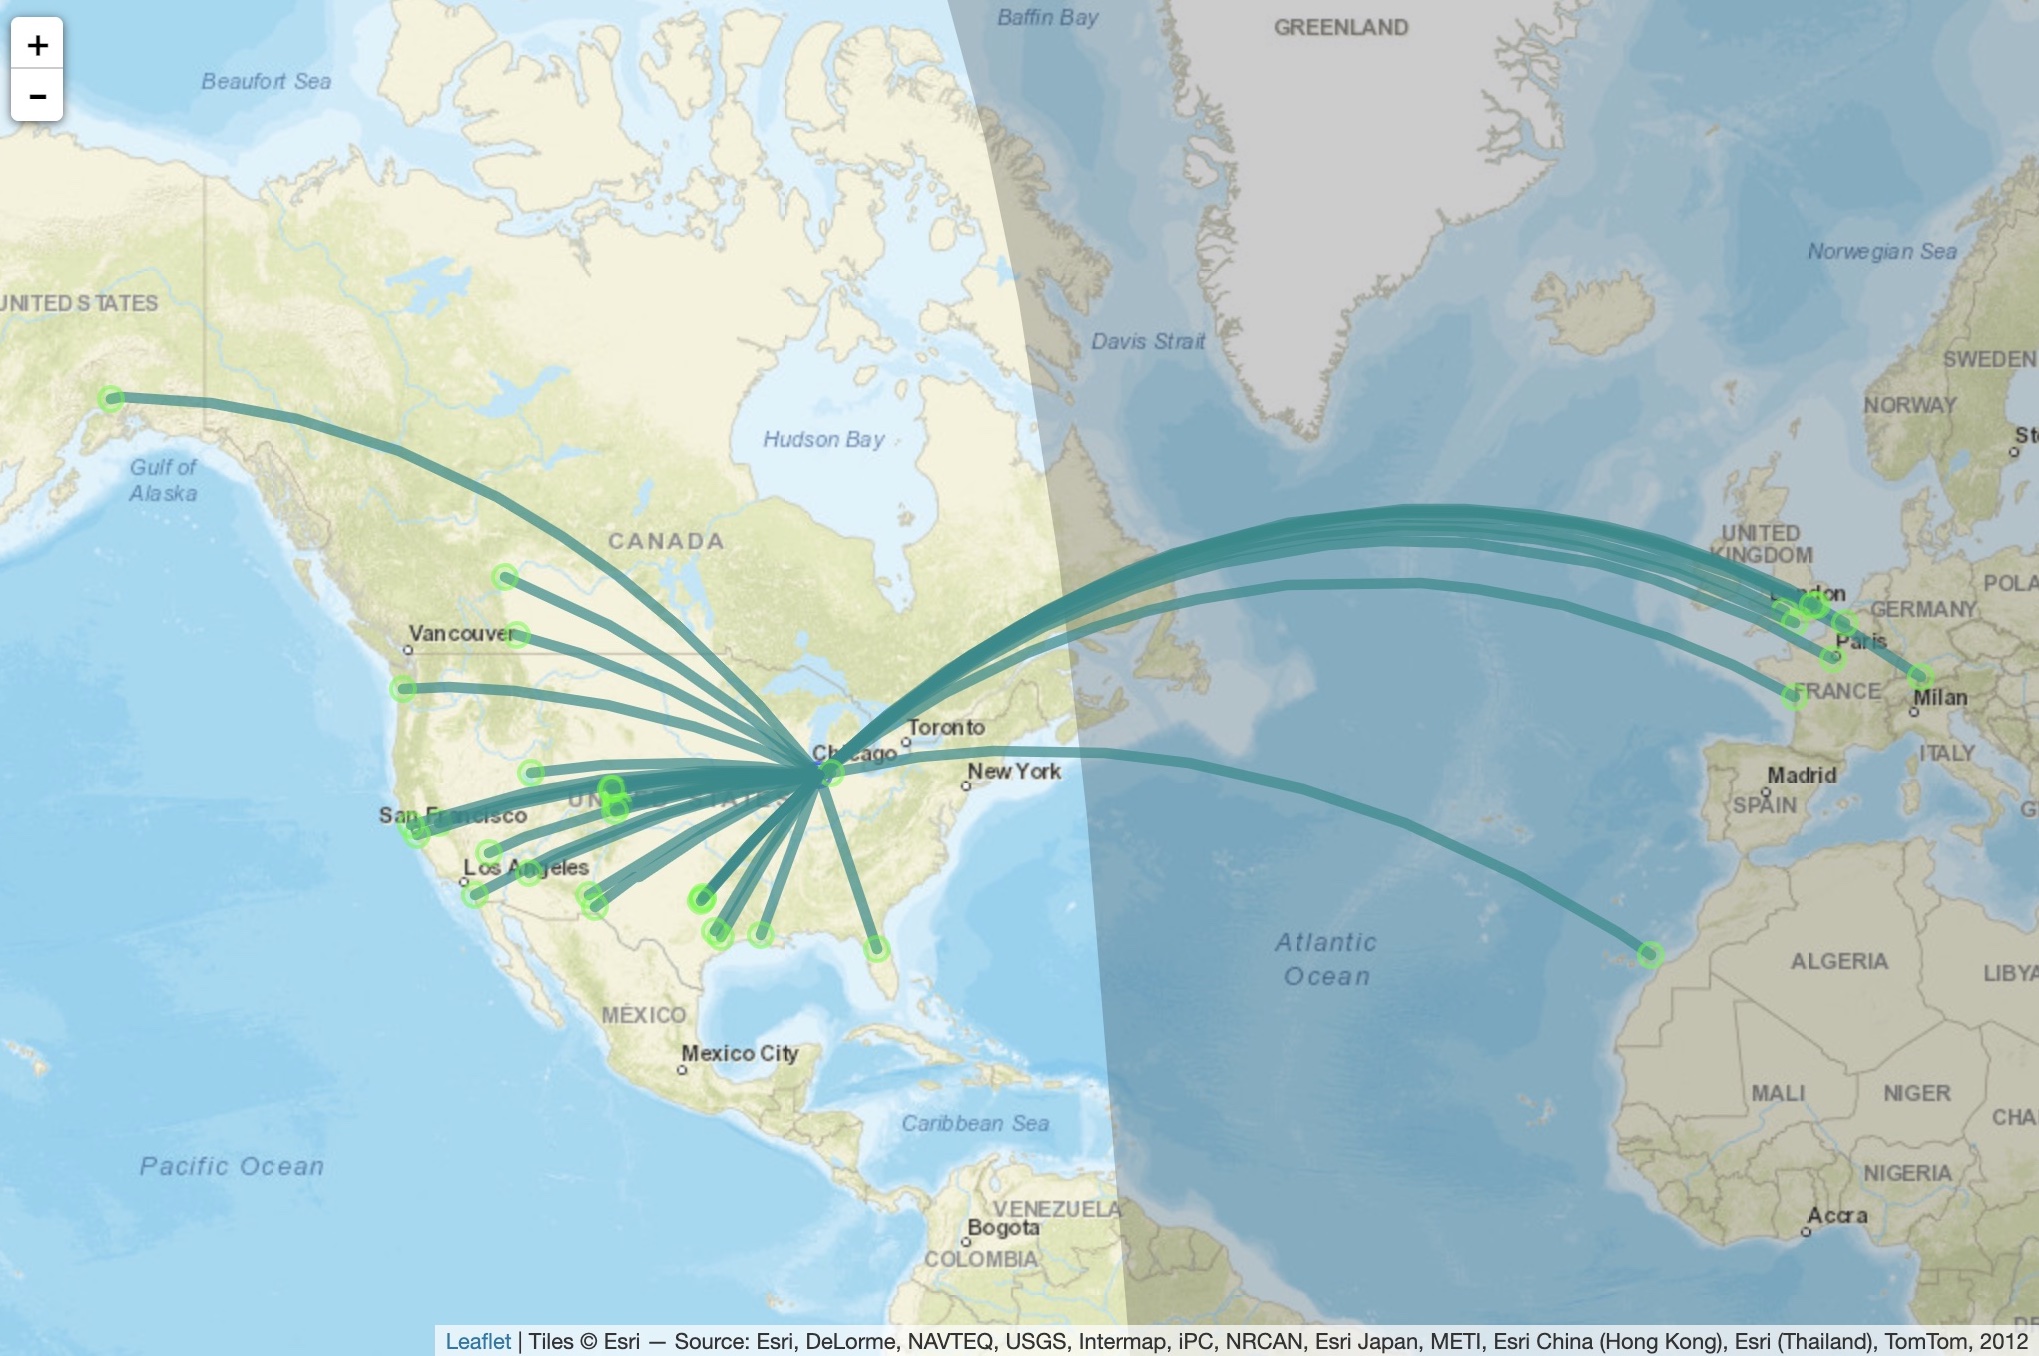 +
-
Baffin Bay
GREENLAND
Beaufort Sea
Norwegian Sea
UNITED STATES
Davis Strait
SWEDEN
NORWAY
Hudson Bay
Gulf of
Alaska
CANADA
UNITED
KINGDOM
POLA
London
GERMANY
Vancouver
Paris
FRANCE
Milan
Toronto
Chicago
ITALY
New York
Madrid
SPAIN
UNITED STATES
San Francisco
Los Angeles
Atlantic
Ocean
ALGERIA
LIBYA
MÉXICO
Mexico City
MALI
NIGER
CHA
Caribbean Sea
Pacific Ocean
NIGERIA
VENEZUELA
Accra
Bogota
COLOMBIA
Leaflet | Tiles © Esri — Source: Esri, DeLorme, NAVTEQ, USGS, Intermap, iPC, NRCAN, Esri Japan, METI, Esri China (Hong Kong), Esri (Thailand), TomTom, 2012